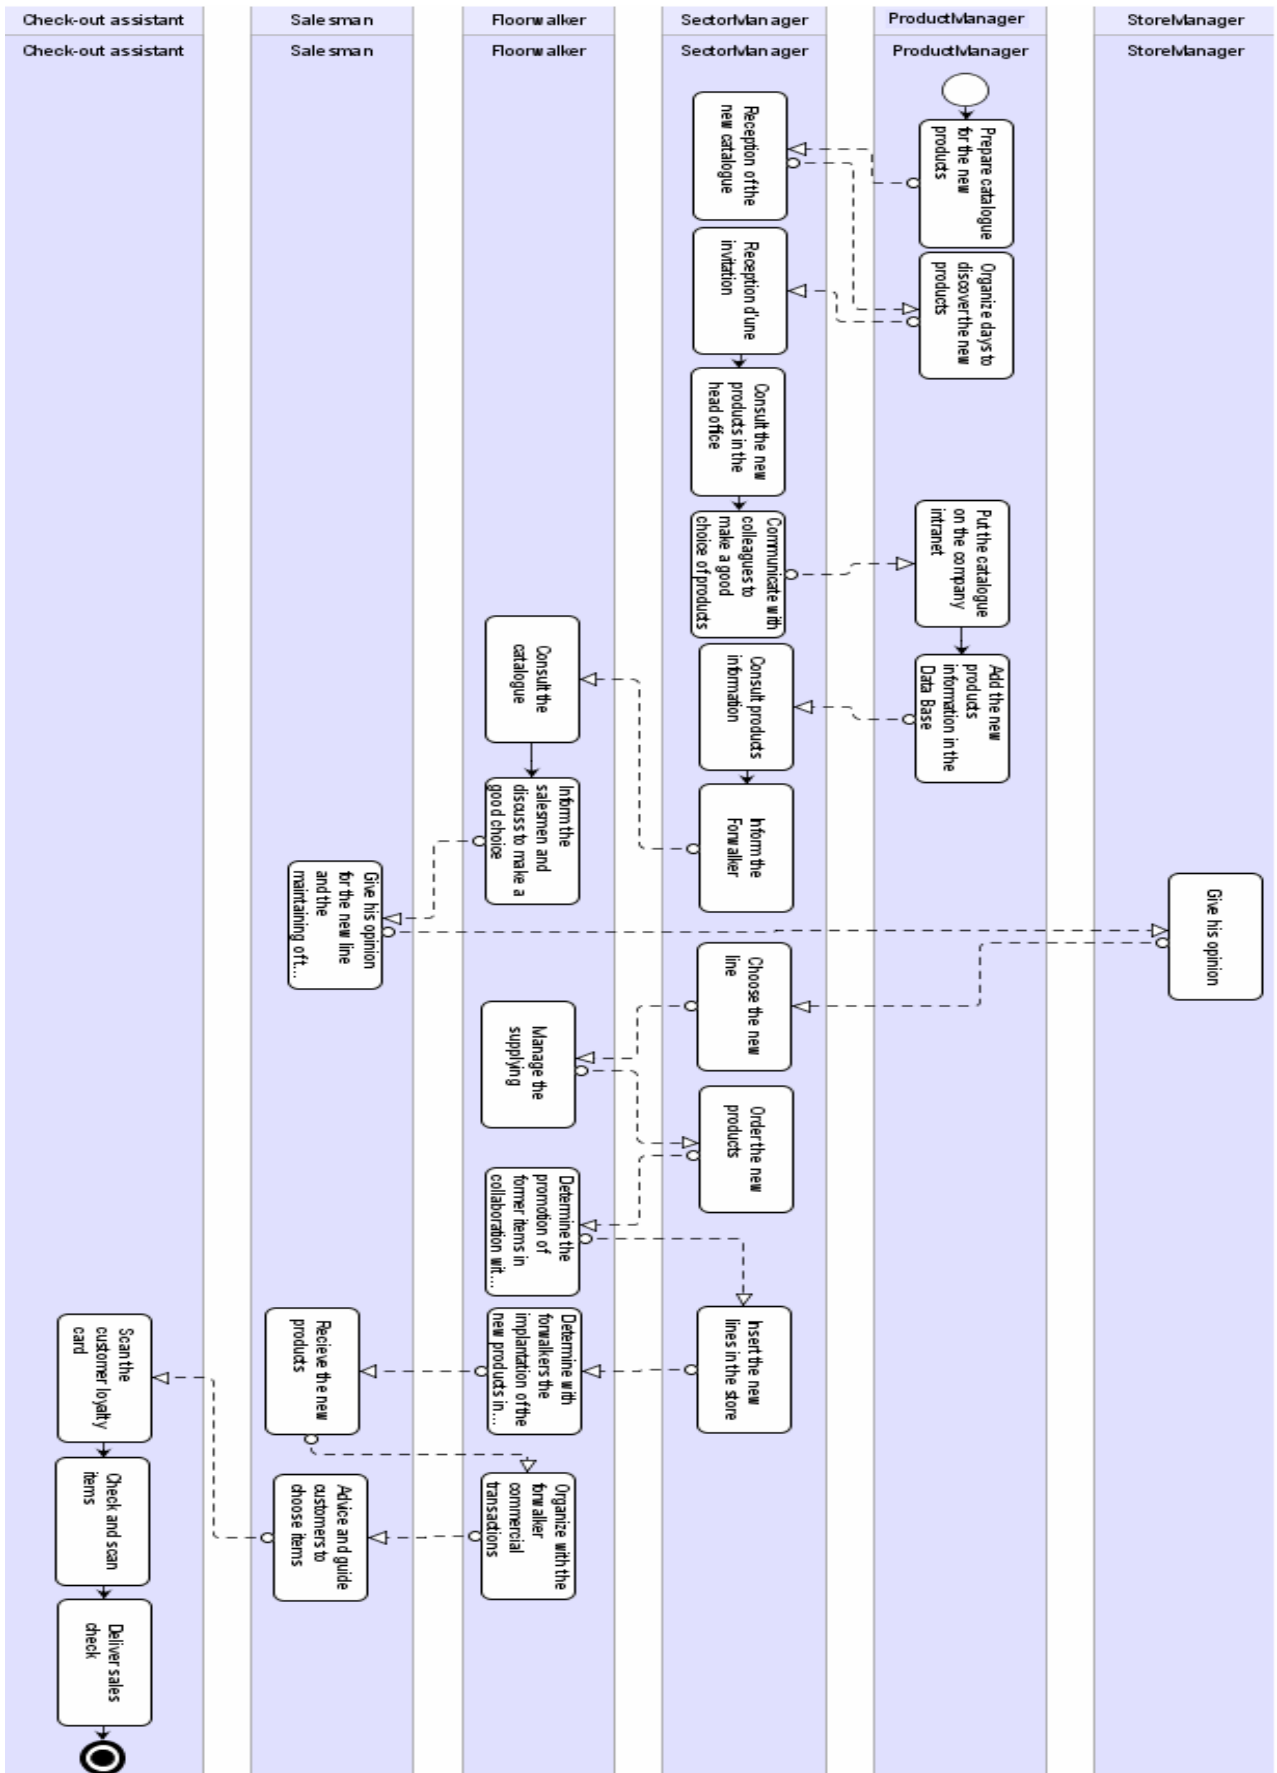 Check-out assistant
Salesman
Floorwalker
SectorManager
ProductManager
StoreManager
Check-out assistant
Salesman
Floorwalker
SectorManager
ProductManager
StoreManager
Prepare catalogue
for the new
products
Reception of the
new catalogue
Organize days to
discover the new
products
Reception d'une
invitation
Consult the new
products in the
head office
Communicate with
colleagues to
make a good
choice of products
Put the catalogue
on the company
intranet
Add the new
products
information in the
Data Base
Consult products
information
Inform the
Forwalker
Consult the
catalogue
Inform the
salesmen and
discuss to make a
good choice
Give his opinion
for the new line
and the
maintaining of t...
Give his opinion
Choose the new
line
Manage the
supplying
Order the new
products
Determine the
promotion of
former items in
collaboration wit...
Insert the new
lines in the store
Determine with
forwalkers the
implantation of the
new products in...
Recieve the new
products
Organize with the
forwalker
commercial
transactions
Advice and guide
customers to
choose items
Scan the
customer loyalty
card
Check and scan
items
Deliver sales
check